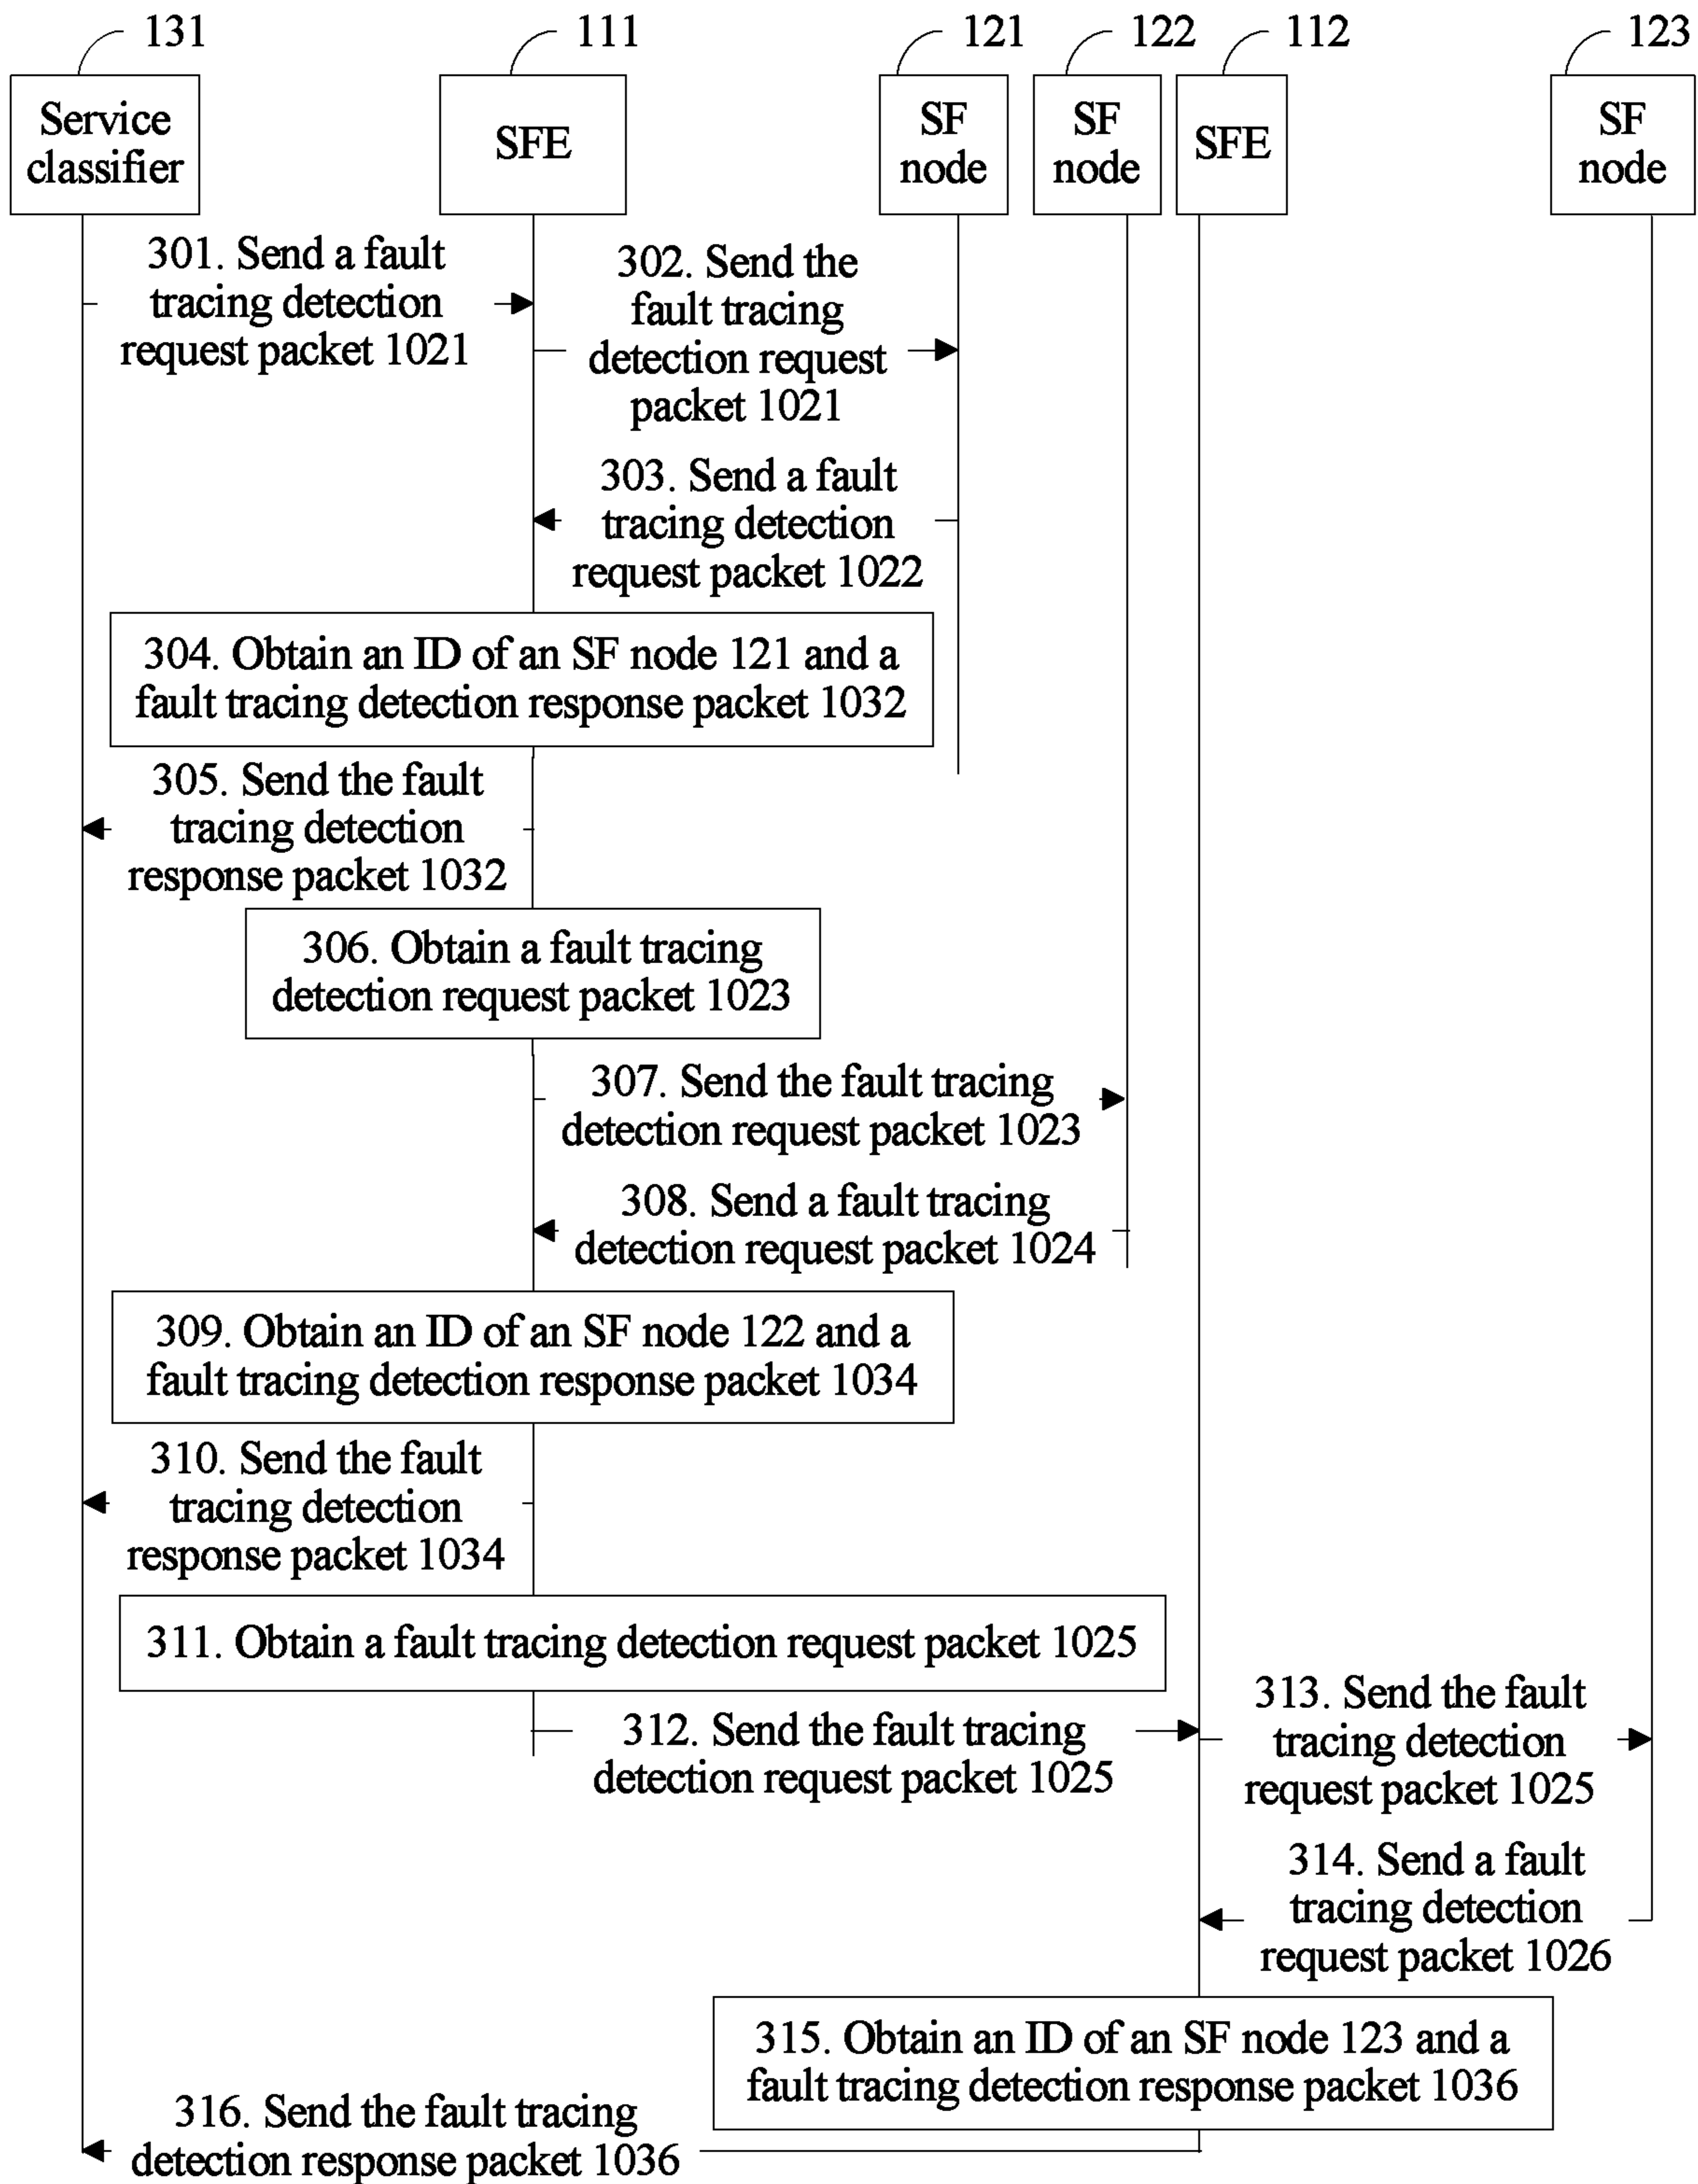 131
111
121
122
112
123
Service
classifier
SFE
SF
node
SF
node
SFE
SF
node
301. Send a fault
tracing detection
request packet 1021
302. Send the
fault tracing
detection request
packet 1021
303. Send a fault
tracing detection
request packet 1022
304. Obtain an ID of an SF node 121 and a
fault tracing detection response packet 1032
305. Send the fault
tracing detection
response packet 1032
306. Obtain a fault tracing
detection request packet 1023
307. Send the fault tracing
detection request packet 1023
308. Send a fault tracing
detection request packet 1024
309. Obtain an ID of an SF node 122 and a
fault tracing detection response packet 1034
310. Send the fault
tracing detection
response packet 1034
311. Obtain a fault tracing detection request packet 1025
312. Send the fault tracing
detection request packet 1025
313. Send the fault
tracing detection
request packet 1025
314. Send a fault
tracing detection
request packet 1026
315. Obtain an ID of an SF node 123 and a
fault tracing detection response packet 1036
316. Send the fault tracing
detection response packet 1036